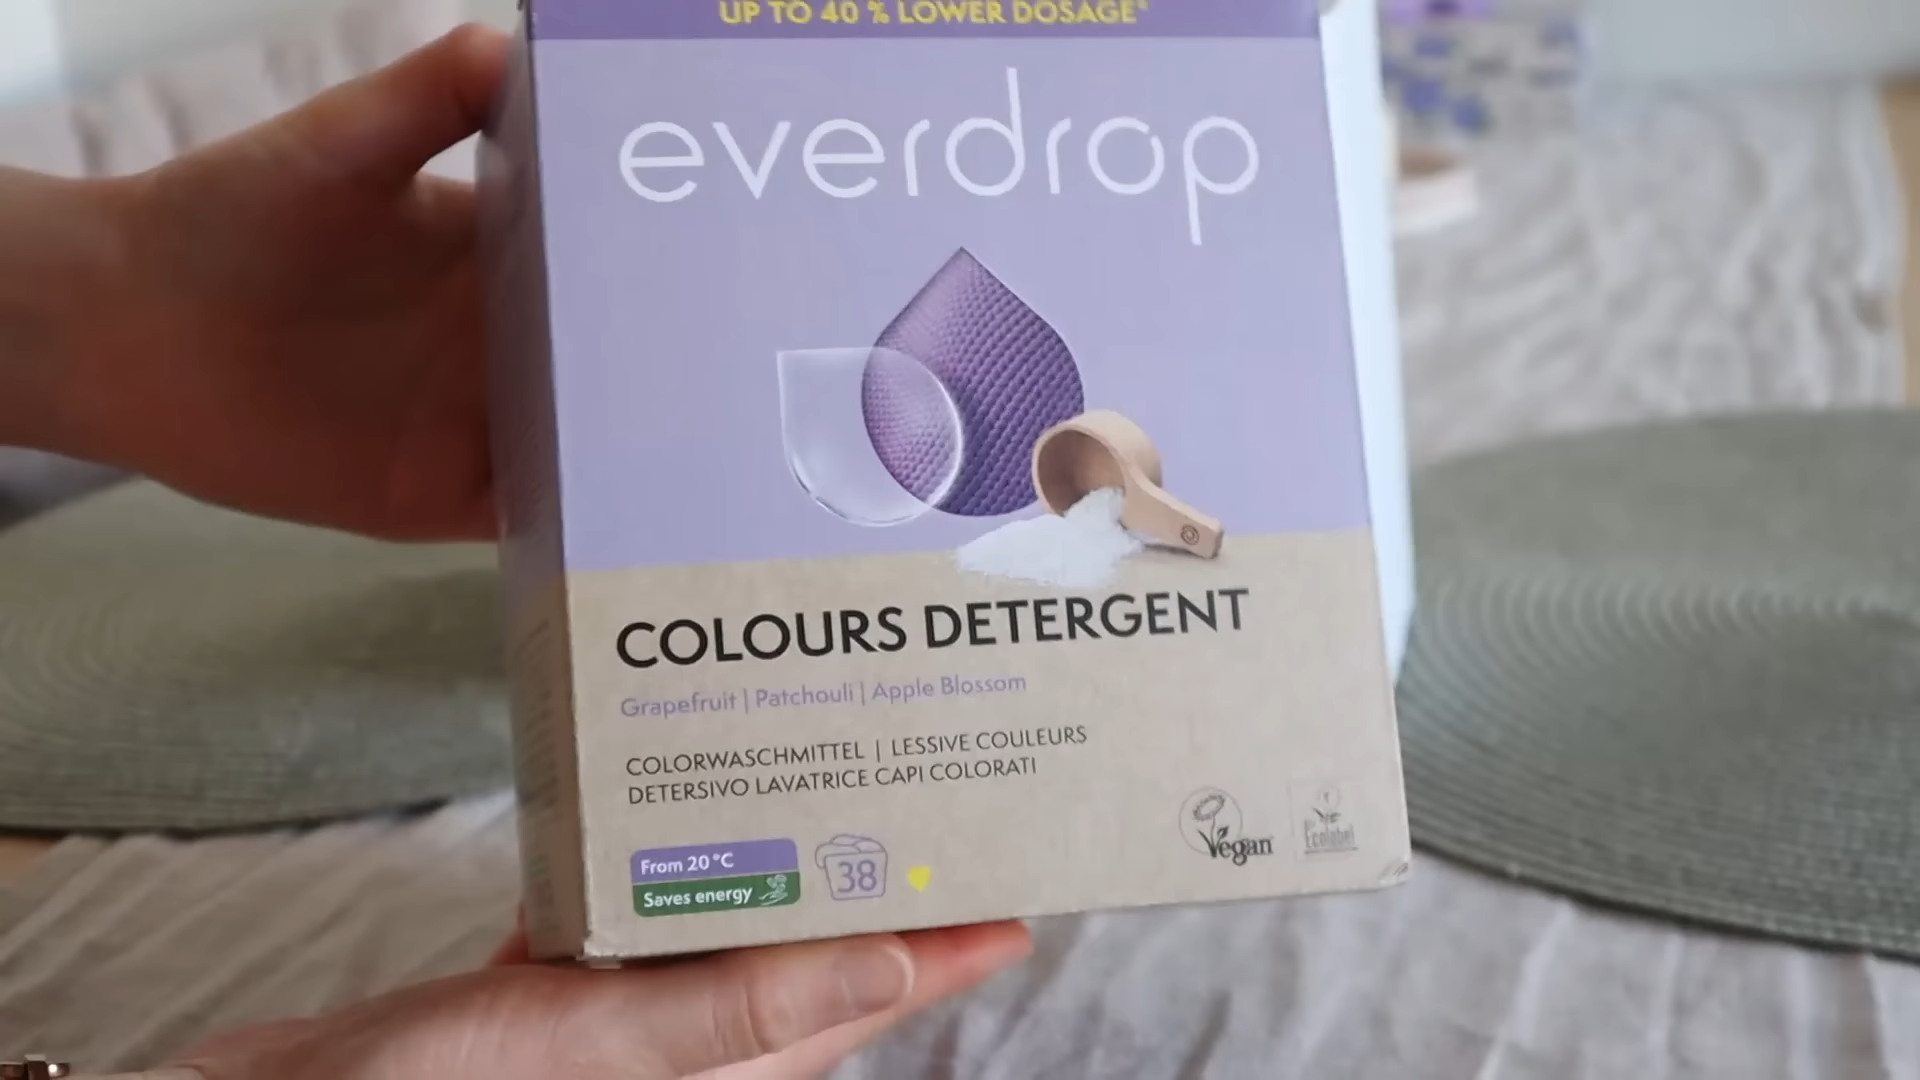 UP TO 40 % LOWER DOSAGE*
everdrop
COLOURS DETERGENT
Grapefruit | Patchouli | Apple Blossom
COLORWASCHMITTEL | LESSIVE COULEURS
DETERSIVO LAVATRICE CAPI COLORATI
From 20 °C
Saves energy
38
Vegan
Ecolabel